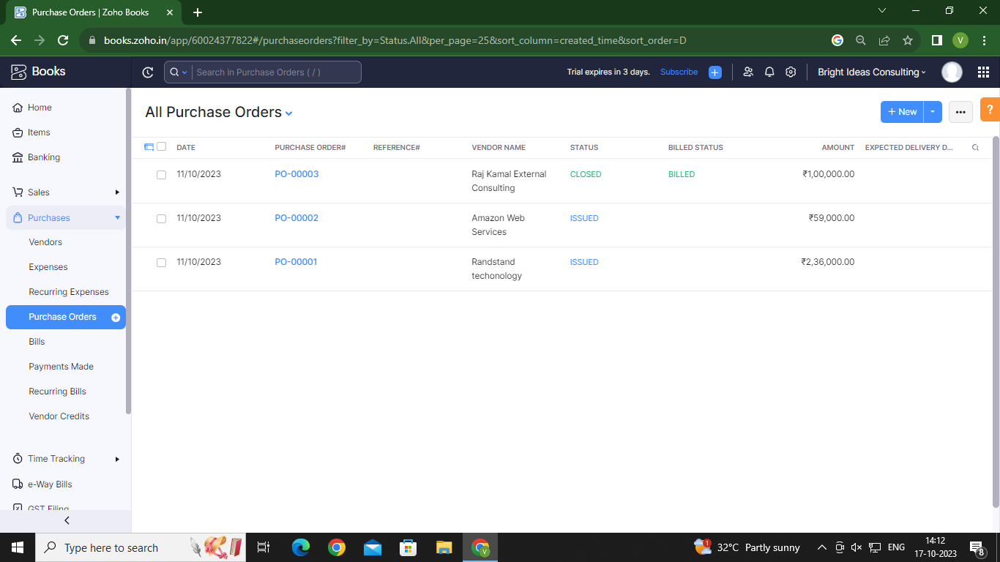 Purchase Orders | Zoho Books
books.zoho.in/app/60024377822#/purchaseorders?filter_by=Status.All&per_page=25&sort_column=created_time&sort_order=D
V
Books
Search in Purchase Orders ( / )
Trial expires in 3 days. Subscribe
Bright Ideas Consulting
Home
Items
Banking
Sales
Purchases
Vendors
Expenses
Recurring Expenses
Purchase Orders
Bills
Payments Made
Recurring Bills
Vendor Credits
Time Tracking
e-Way Bills
GST Filing
All Purchase Orders
+ New
?
DATE PURCHASE ORDER# REFERENCE# VENDOR NAME STATUS BILLED STATUS AMOUNT EXPECTED DELIVERY D...
11/10/2023 PO-00003 Raj Kamal External CLOSED BILLED ₹1,00,000.00
Consulting
11/10/2023 PO-00002 Amazon Web ISSUED ₹59,000.00
Services
11/10/2023 PO-00001 Randstand ISSUED ₹2,36,000.00
techonology
Type here to search
V
1
32°C Partly sunny
ENG
14:12
17-10-2023
8